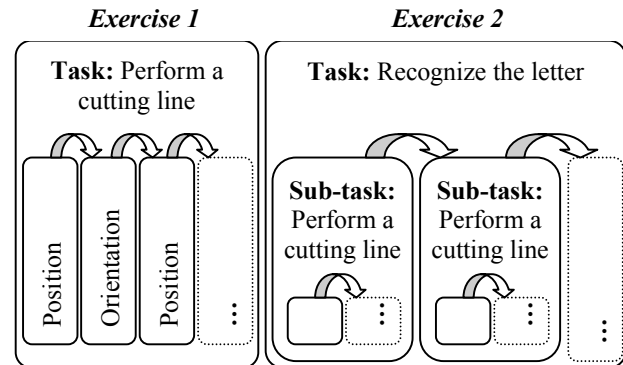 Exercise 1
Task: Perform a
cutting line
Position
Orientation
Position
⋮
Exercise 2
Task: Recognize the letter
Sub-task:
Perform a
cutting line
⋮
Sub-task:
Perform a
cutting line
⋮
⋮